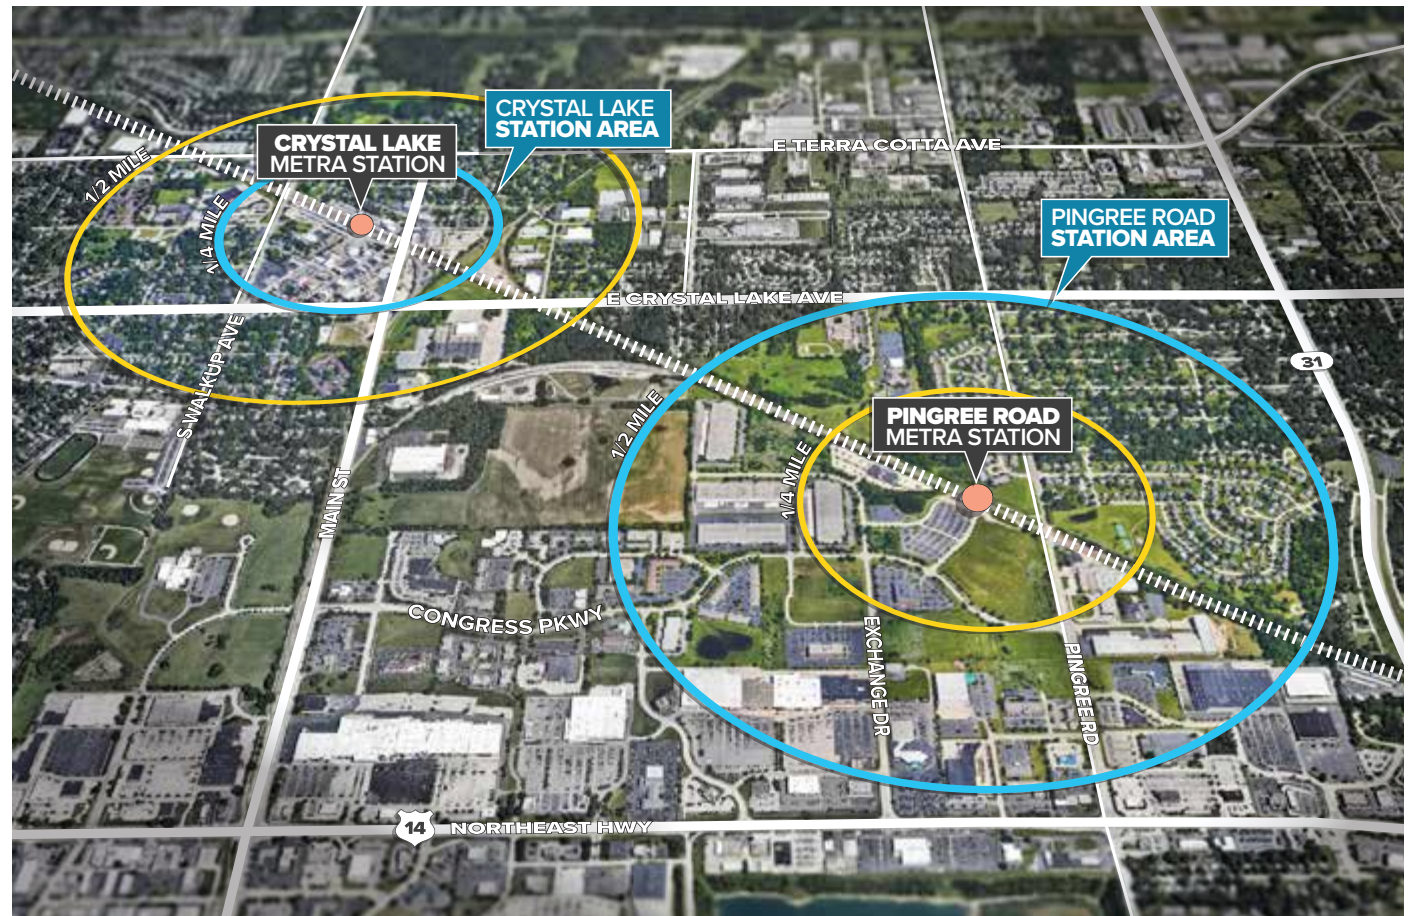 CRYSTAL LAKE
STATION AREA
CRYSTAL LAKE
METRA STATION
E TERRA COTTA AVE
1/2 MILE
1/4 MILE
PINGREE ROAD
STATION AREA
E CRYSTAL LAKE AVE
S WALKUP AVE
31
1/2 MILE
PINGREE ROAD
METRA STATION
1/4 MILE
MAIN ST
CONGRESS PKWY
EXCHANGE DR
PINGREE RD
14
NORTHEAST HWY